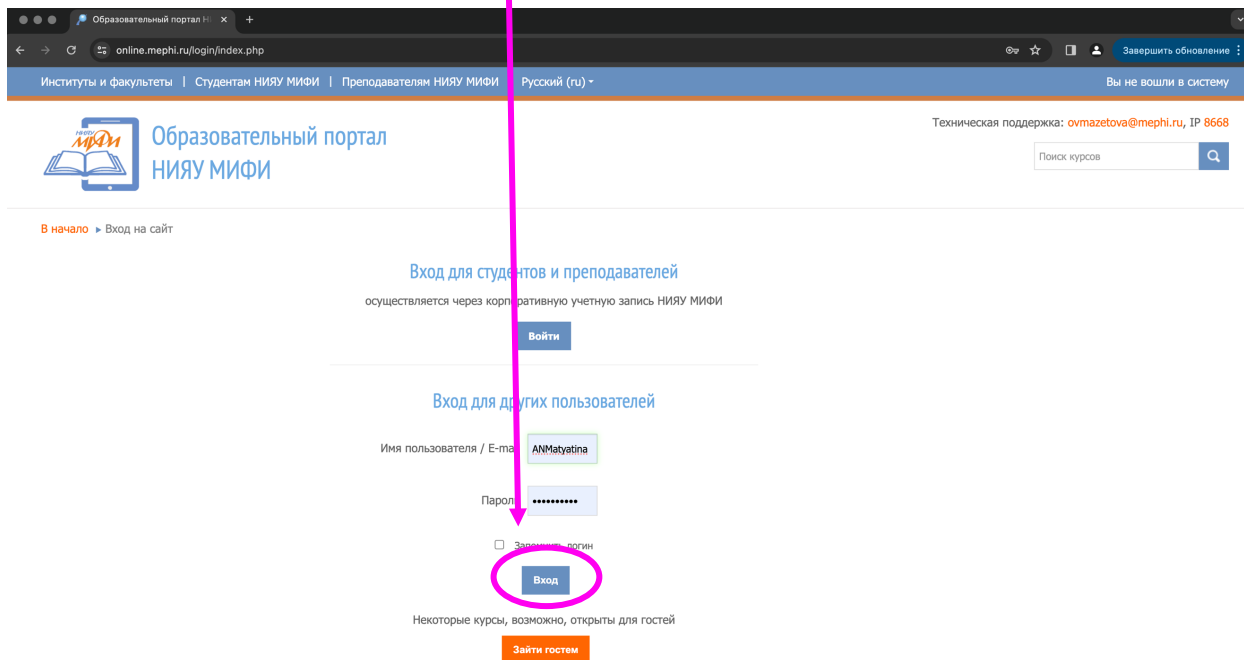 Образовательный портал НИ
online.mephi.ru/login/index.php
Завершить обновление
Институты и факультеты | Студентам НИЯУ МИФИ | Преподавателям НИЯУ МИФИ Русский (ru)
Вы не вошли в систему
нияу мифи
Образовательный портал
НИЯУ МИФИ
Техническая поддержка: ovmazetova@mephi.ru, IP 8668
Поиск курсов
В начало ▸ Вход на сайт
Вход для студентов и преподавателей
осуществляется через корпоративную учетную запись НИЯУ МИФИ
Войти
Вход для других пользователей
Имя пользователя / E-mail ANMatyatina
Пароль ••••••••••
Запомнить логин
Вход
Некоторые курсы, возможно, открыты для гостей
Зайти гостем